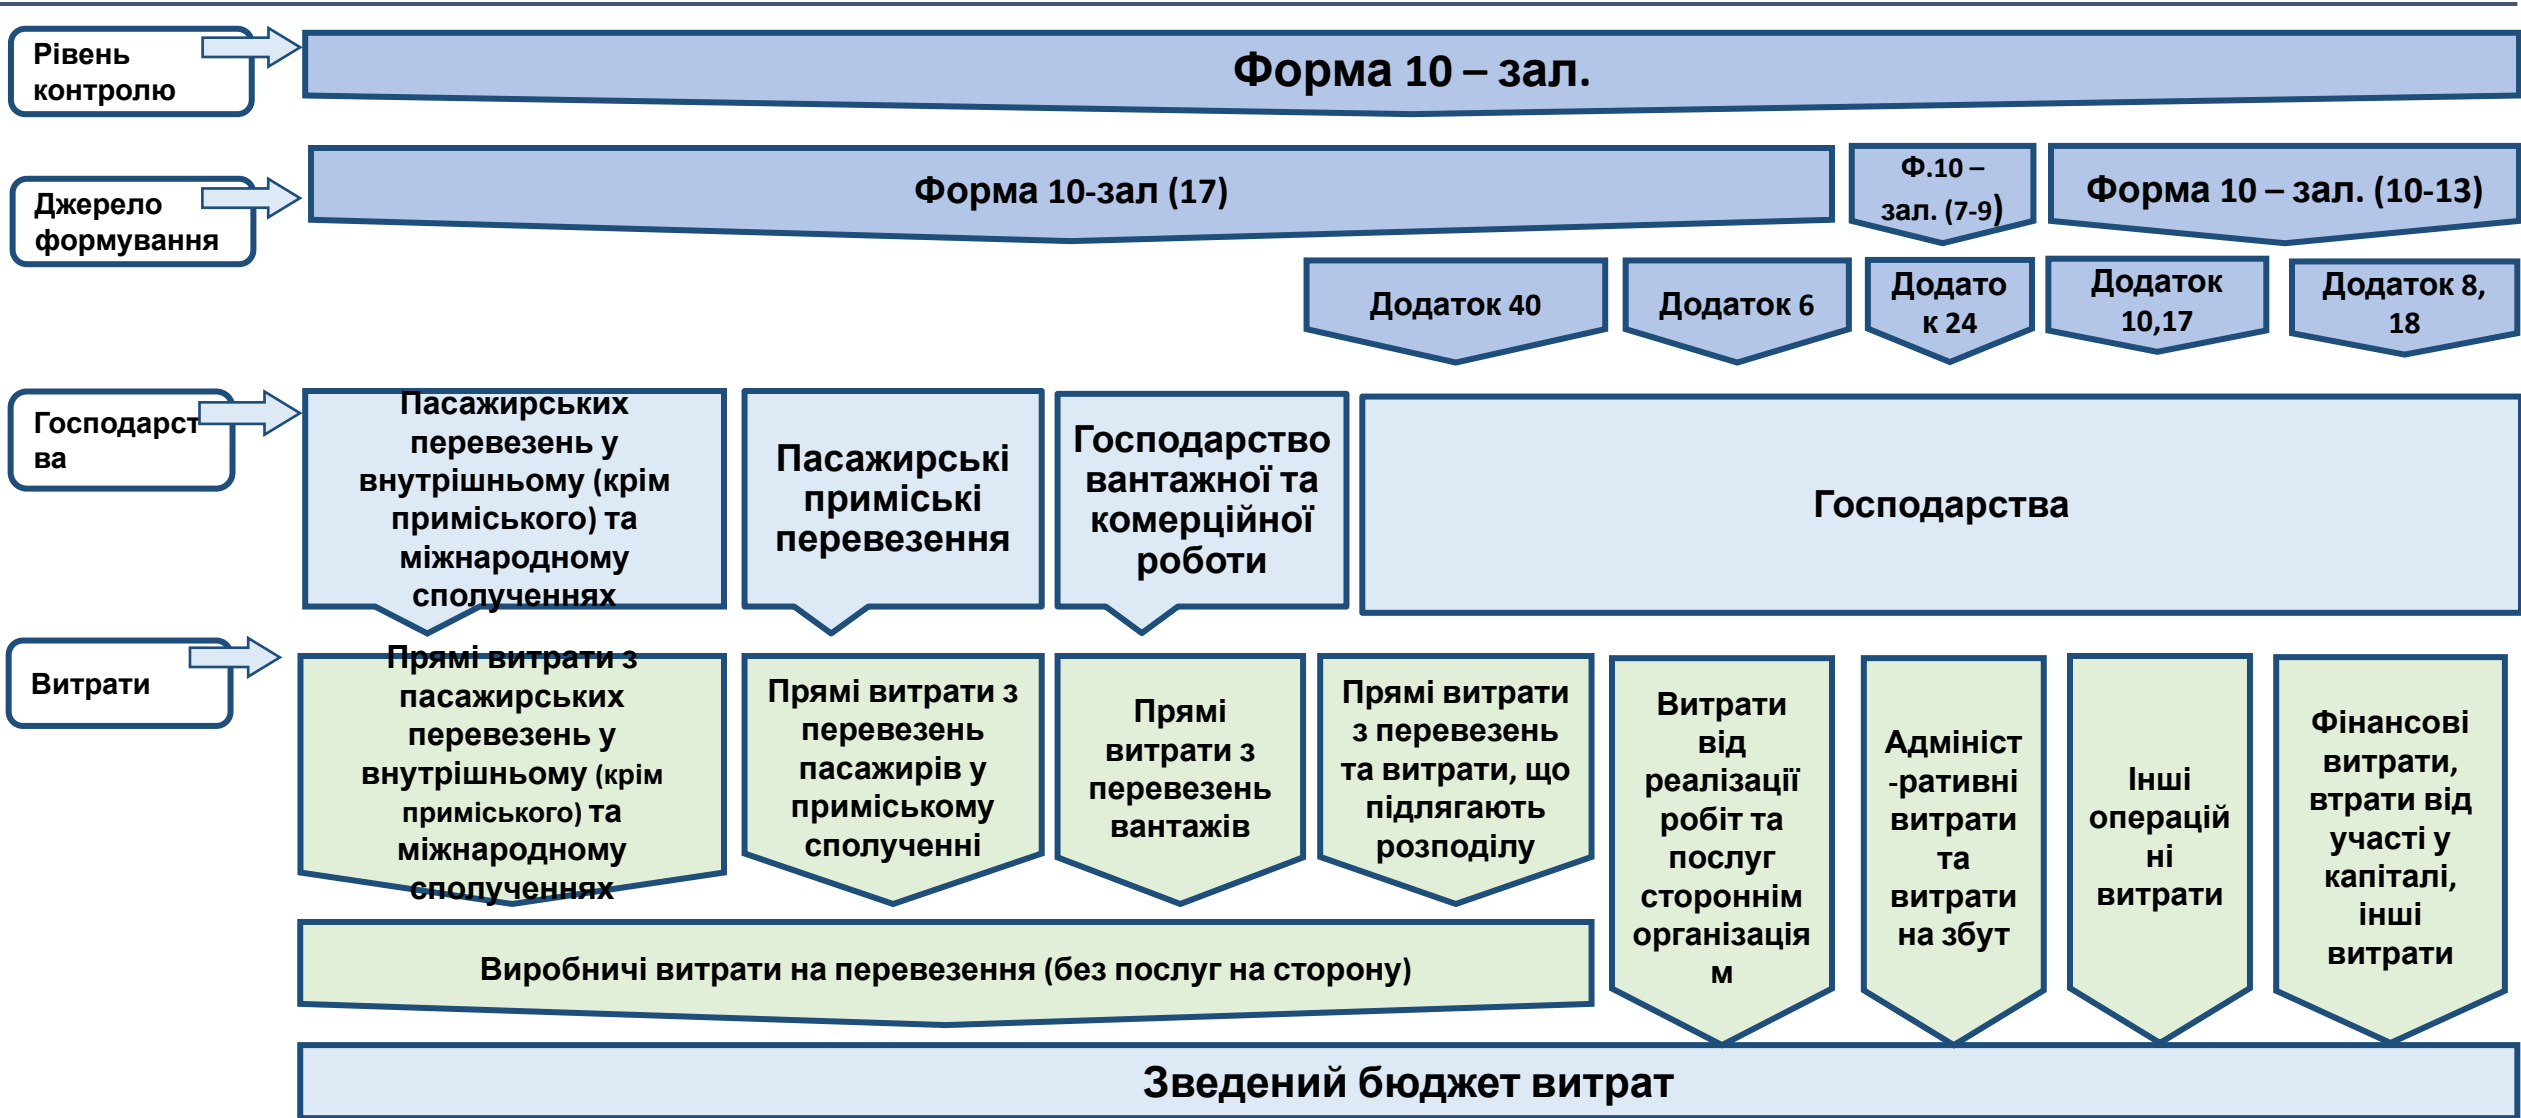 Рівень
контролю
Форма 10 – зал.
Джерело
формування
Форма 10-зал (17)
Ф.10 –
зал. (7-9)
Форма 10 – зал. (10-13)
Додаток 40
Додаток 6
Додато
к 24
Додаток
10,17
Додаток 8,
18
Господарст
ва
Пасажирських
перевезень у
внутрішньому (крім
приміського) та
міжнародному
сполученнях
Пасажирські
приміські
перевезення
Господарство
вантажної та
комерційної
роботи
Господарства
Витрати
Прямі витрати з
пасажирських
перевезень у
внутрішньому (крім
приміського) та
міжнародному
сполученнях
Прямі витрати з
перевезень
пасажирів у
приміському
сполученні
Прямі
витрати з
перевезень
вантажів
Прямі витрати
з перевезень
та витрати, що
підлягають
розподілу
Витрати
від
реалізації
робіт та
послуг
стороннім
організація
м
Адмініст
-ративні
витрати
та
витрати
на збут
Інші
операцій
ні
витрати
Фінансові
витрати,
втрати від
участі у
капіталі,
інші
витрати
Виробничі витрати на перевезення (без послуг на сторону)
Зведений бюджет витрат